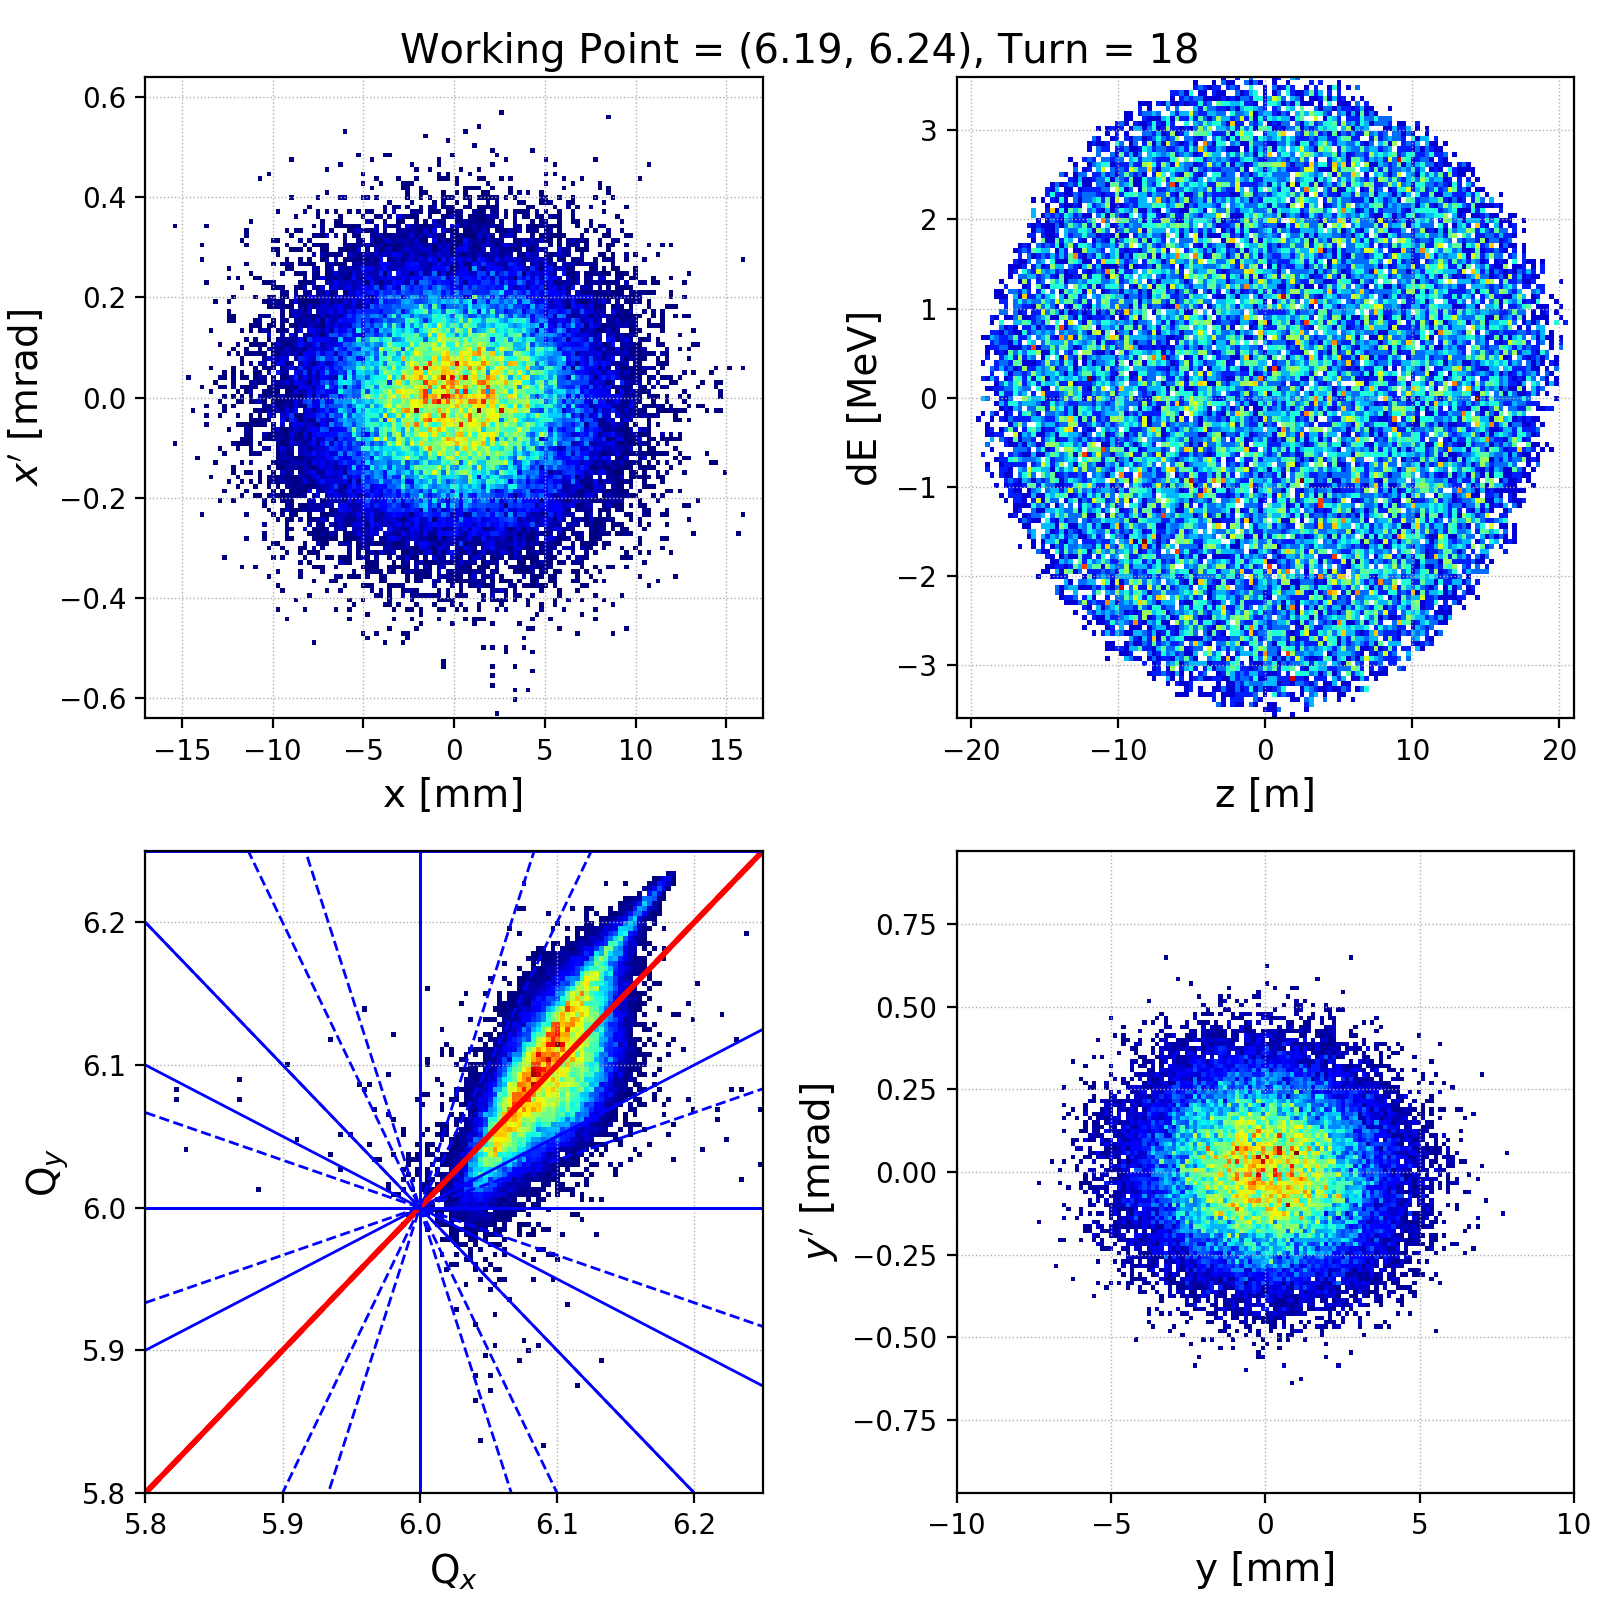 Working Point = (6.19, 6.24), Turn = 18
0.6
0.4
0.2
0.0
−0.2
−0.4
−0.6
x′ [mrad]
−15 −10 −5 0 5 10 15
x [mm]
3
2
1
0
−1
−2
−3
dE [MeV]
−20 −10 0 10 20
z [m]
6.2
6.1
6.0
5.9
5.8
Qy
5.8 5.9 6.0 6.1 6.2
Qx
0.75
0.50
0.25
0.00
−0.25
−0.50
−0.75
y′ [mrad]
−10 −5 0 5 10
y [mm]